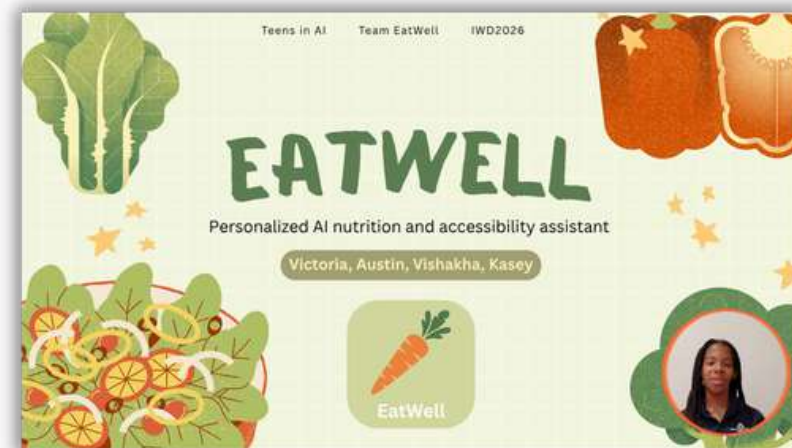 Teens in AI Team EatWell IWD2026
EATWELL
Personalized AI nutrition and accessibility assistant
Victoria, Austin, Vishakha, Kasey
EatWell